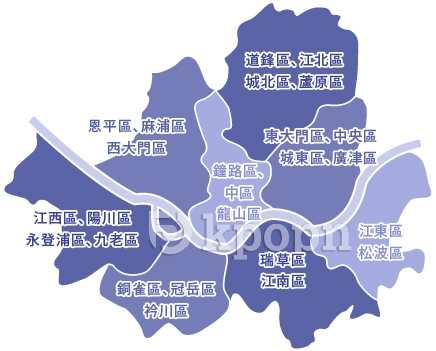 道鋒區、江北區
城北區、蘆原區
恩平區、麻浦區
西大門區
東大門區、中央區
城東區、廣津區
鐘路區、
中區
龍山區
江西區、陽川區
永登浦區、九老區
江東區
松波區
瑞草區
江南區
銅雀區、冠岳區
衿川區
© kpopn